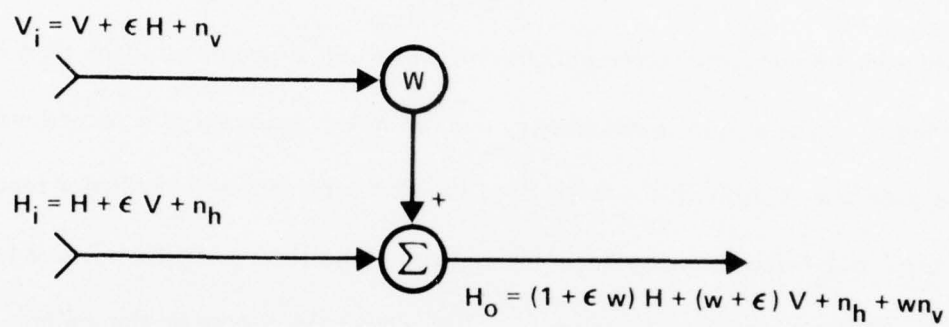 V_i = V + ϵ H + n_v
W
+
H_i = H + ϵ V + n_h
Σ
H_o = (1 + ϵ w) H + (w + ϵ) V + n_h + wn_v